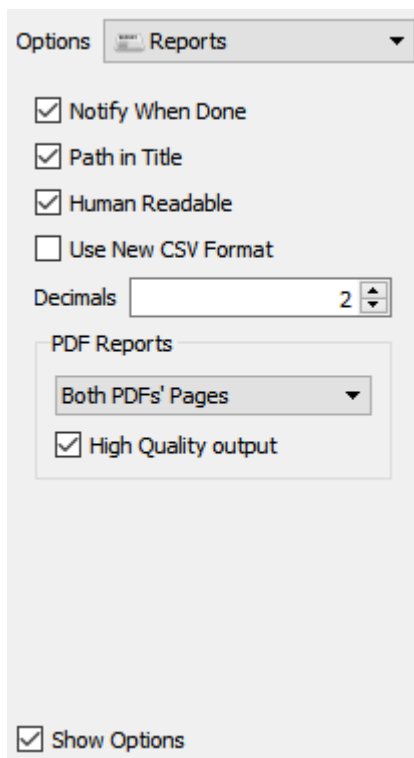 Options Reports
Notify When Done
Path in Title
Human Readable
Use New CSV Format
Decimals 2
PDF Reports
Both PDFs' Pages
High Quality output
Show Options